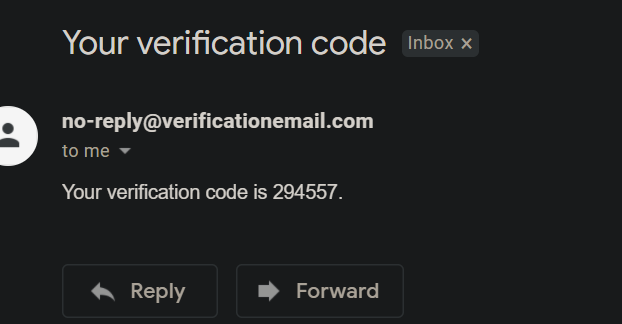 Your verification code Inbox ×
no-reply@verificationemail.com
to me
Your verification code is 294557.
Reply Forward